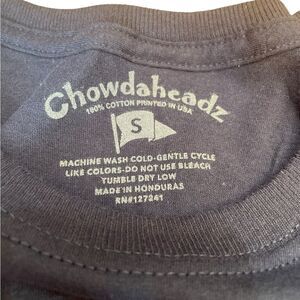 Chowdaheadz
100% COTTON PRINTED IN USA
S
MACHINE WASH COLD-GENTLE CYCLE
LIKE COLORS-DO NOT USE BLEACH
TUMBLE DRY LOW
MADE IN HONDURAS
RN#127241